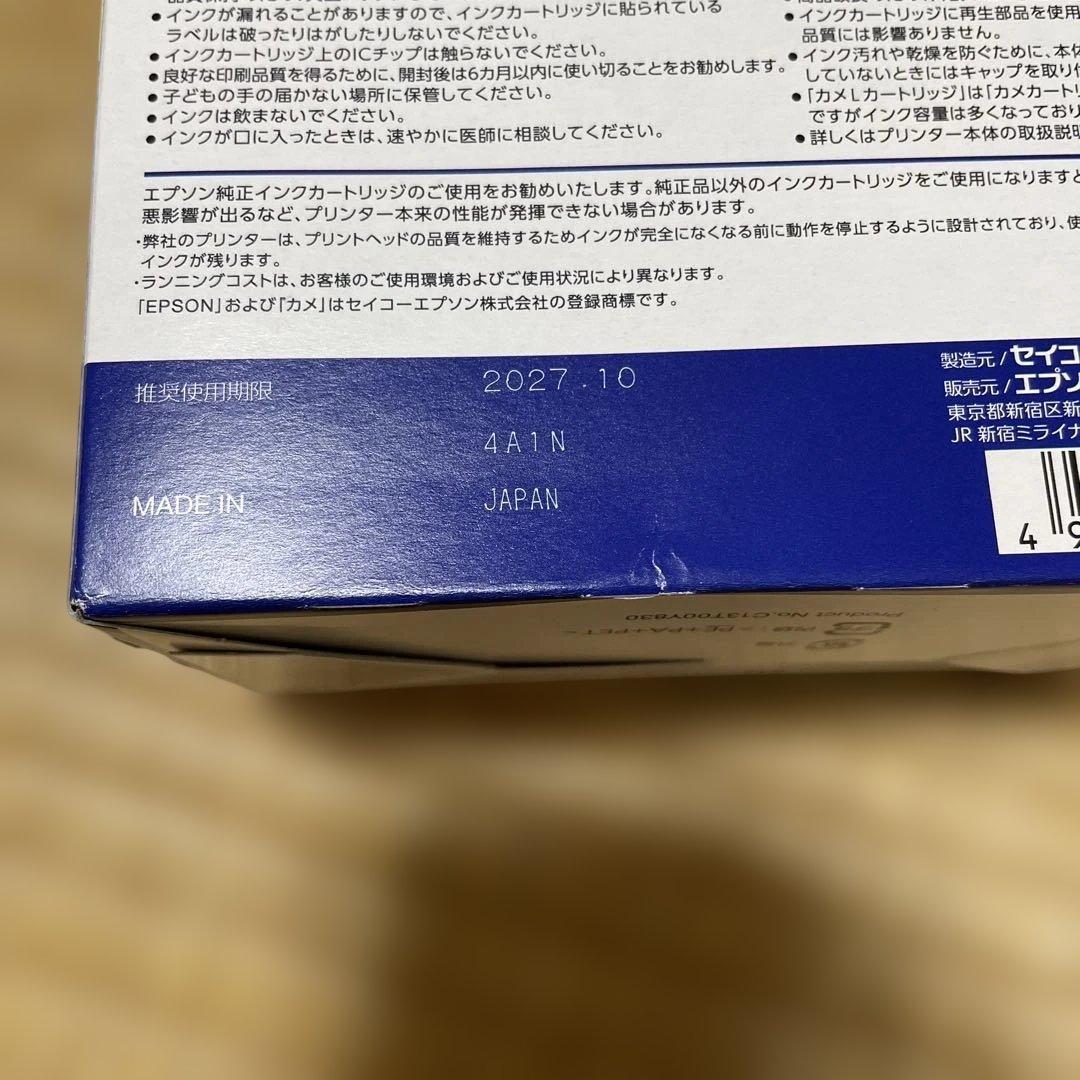 ● インクが漏れることがありますので、インクカートリッジに貼られている
ラベルは破ったりはがしたりしないでください。
● インクカートリッジ上のICチップは触らないでください。
● 良好な印刷品質を得るために、開封後は6カ月以内に使い切ることをお勧めします。
● 子どもの手の届かない場所に保管してください。
● インクは飲まないでください。
● インクが口に入ったときは、速やかに医師に相談してください。
● インクカートリッジに再生部品を使用
品質には影響ありません。
● インク汚れや乾燥を防ぐために、本体
していないときにはキャップを取り付
● 「カメLカートリッジ」は「カメカートリ
ですがインク容量は多くなっており
● 詳しくはプリンター本体の取扱説明
エプソン純正インクカートリッジのご使用をお勧めいたします。純正品以外のインクカートリッジをご使用になりますと
悪影響が出るなど、プリンター本来の性能が発揮できない場合があります。
・弊社のプリンターは、プリントヘッドの品質を維持するためインクが完全になくなる前に動作を停止するように設計されており、使
インクが残ります。
・ランニングコストは、お客様のご使用環境およびご使用状況により異なります。
「EPSON」および「カメ」はセイコーエプソン株式会社の登録商標です。
推奨使用期限 2027.10
4A1N
MADE IN JAPAN
製造元 / セイコ
販売元 / エプソ
東京都新宿区新
JR 新宿ミライナ
4 9
Product No.C13T00Y830
内袋:>PE+PA+PET<